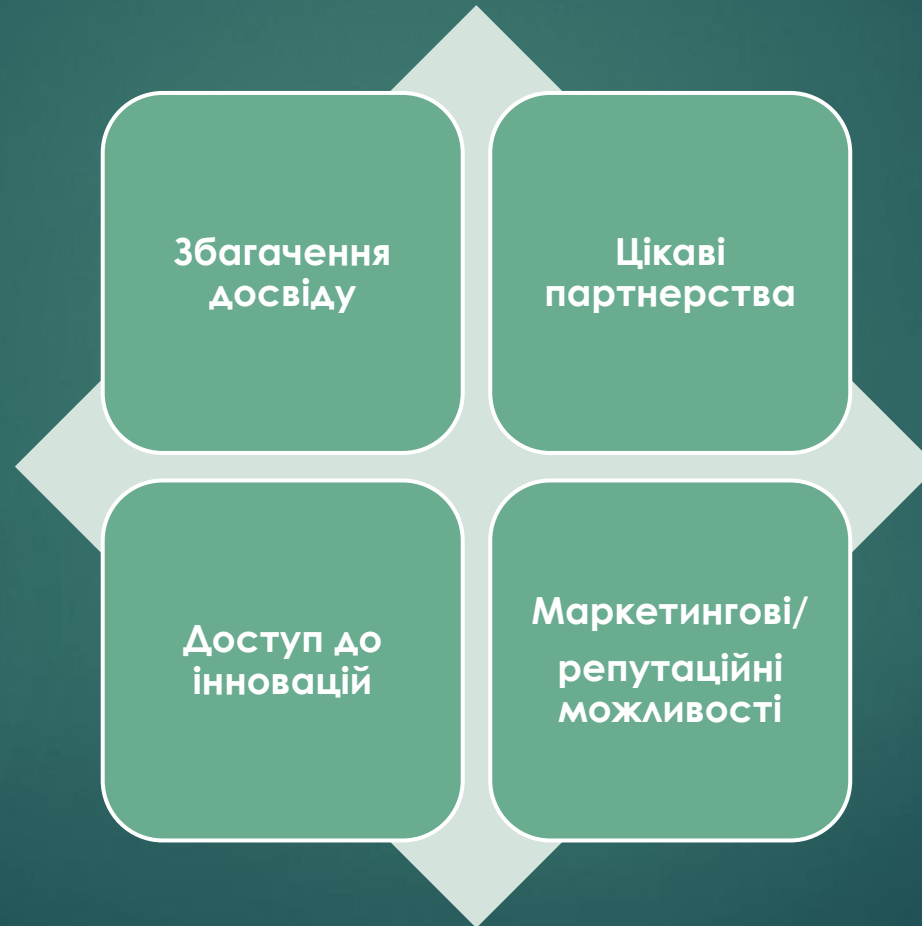 Збагачення
досвіду
Цікаві
партнерства
Доступ до
інновацій
Маркетингові/
репутаційні
можливості